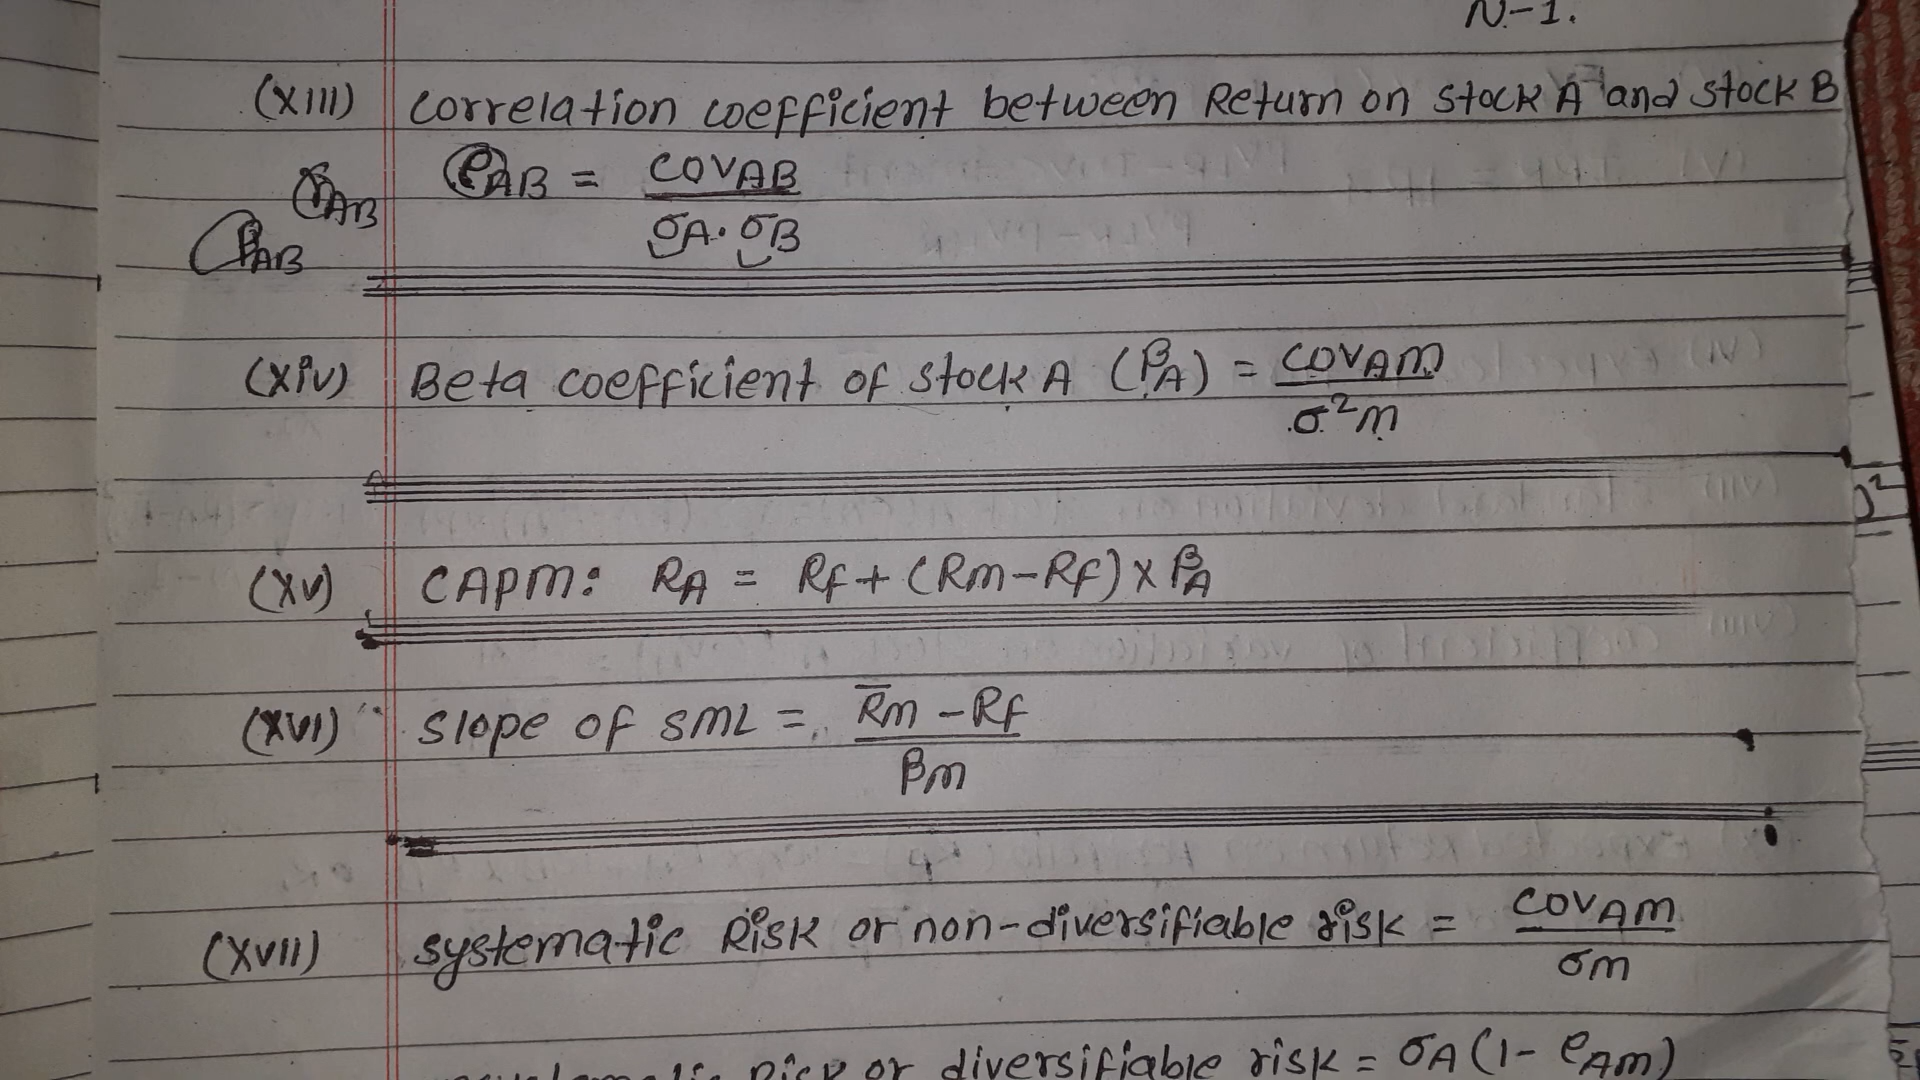 N-1.
(XIII) Correlation coefficient between Return on Stock A and Stock B
ρAB = COVAB / σA·σB
ρAB
ρAB
(XIV) Beta coefficient of Stock A (βA) = COVAM / σ²m
(XV) CAPM: RA = Rf + (Rm-Rf) x βA
(XVI) Slope of SML = R̄m - Rf / βm
(XVII) systematic Risk or non-diversifiable risk = COVAM / σm
Risk or diversifiable risk = σA (1- ρAM)